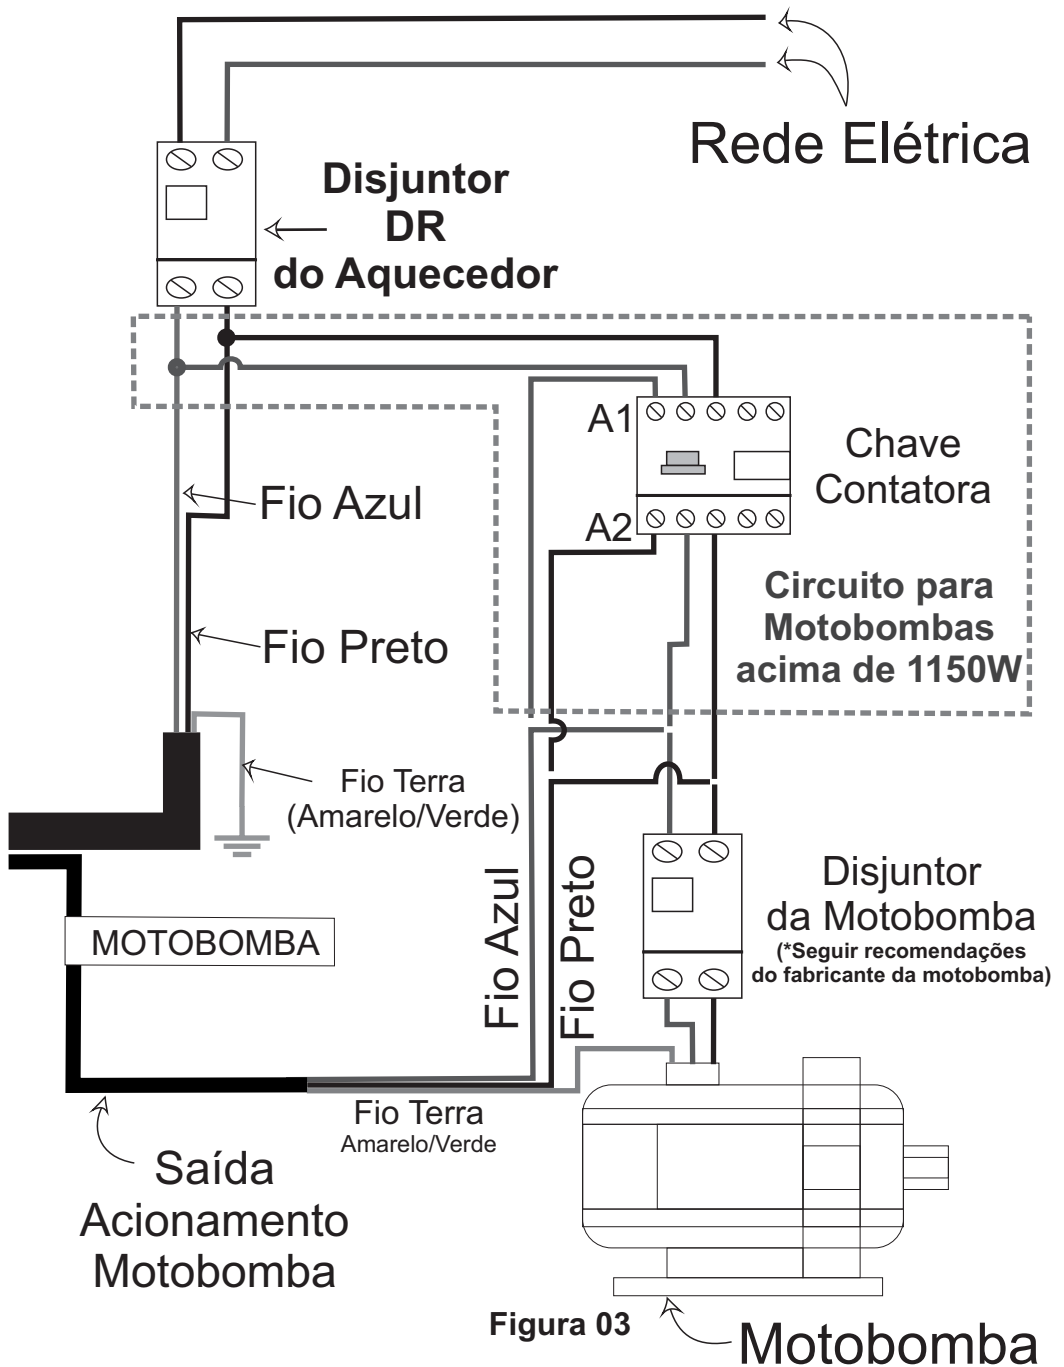 Rede Elétrica
Disjuntor
DR
do Aquecedor
A1
Chave
Contatora
A2
Fio Azul
Circuito para
Motobombas
acima de 1150W
Fio Preto
Fio Terra
(Amarelo/Verde)
Fio Azul
Fio Preto
Disjuntor
da Motobomba
(*Seguir recomendações
do fabricante da motobomba)
MOTOBOMBA
Fio Terra
Amarelo/Verde
Saída
Acionamento
Motobomba
Figura 03
Motobomba